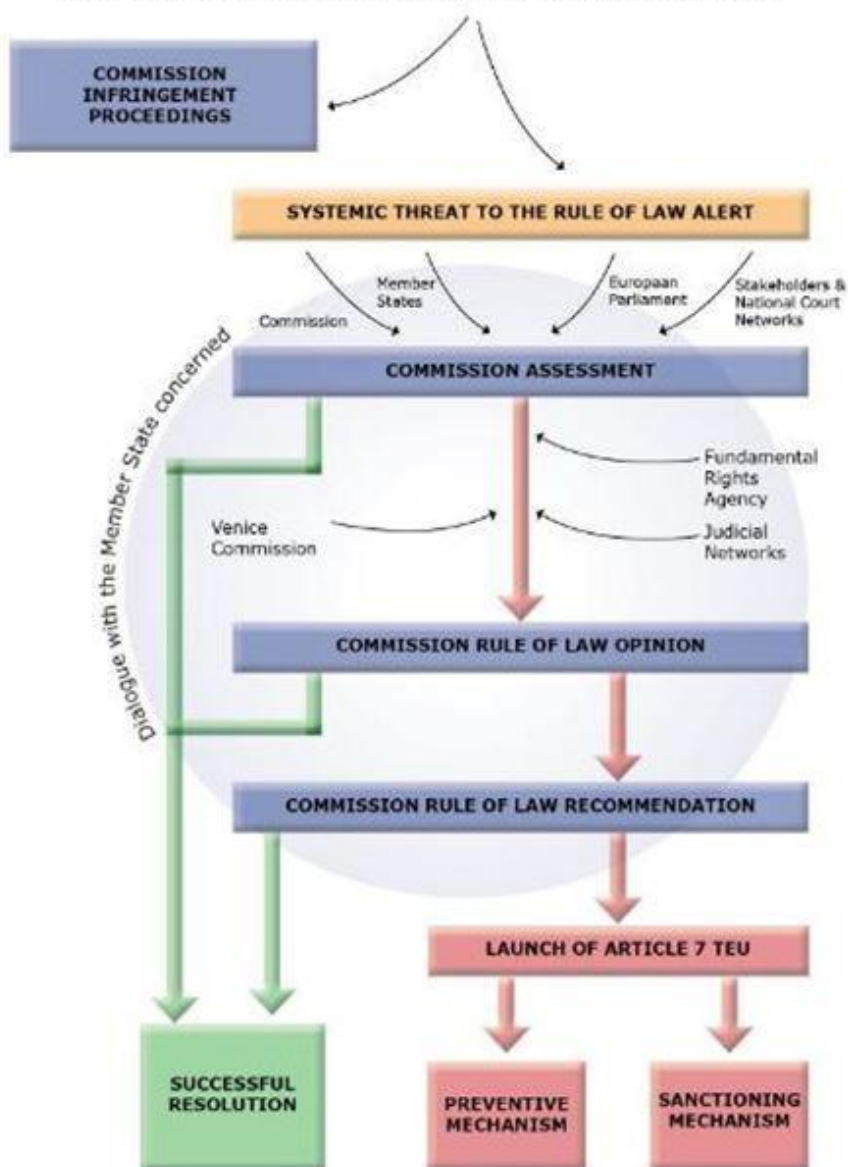 COMMISSION
INFRINGEMENT
PROCEEDINGS
SYSTEMIC THREAT TO THE RULE OF LAW ALERT
Commission
Member
States
Europaan
Parliament
Stakeholders &
National Court
Networks
Dialogue with the Member State concerned
COMMISSION ASSESSMENT
Fundamental
Rights
Agency
Venice
Commission
Judicial
Networks
COMMISSION RULE OF LAW OPINION
COMMISSION RULE OF LAW RECOMMENDATION
LAUNCH OF ARTICLE 7 TEU
SUCCESSFUL
RESOLUTION
PREVENTIVE
MECHANISM
SANCTIONING
MECHANISM